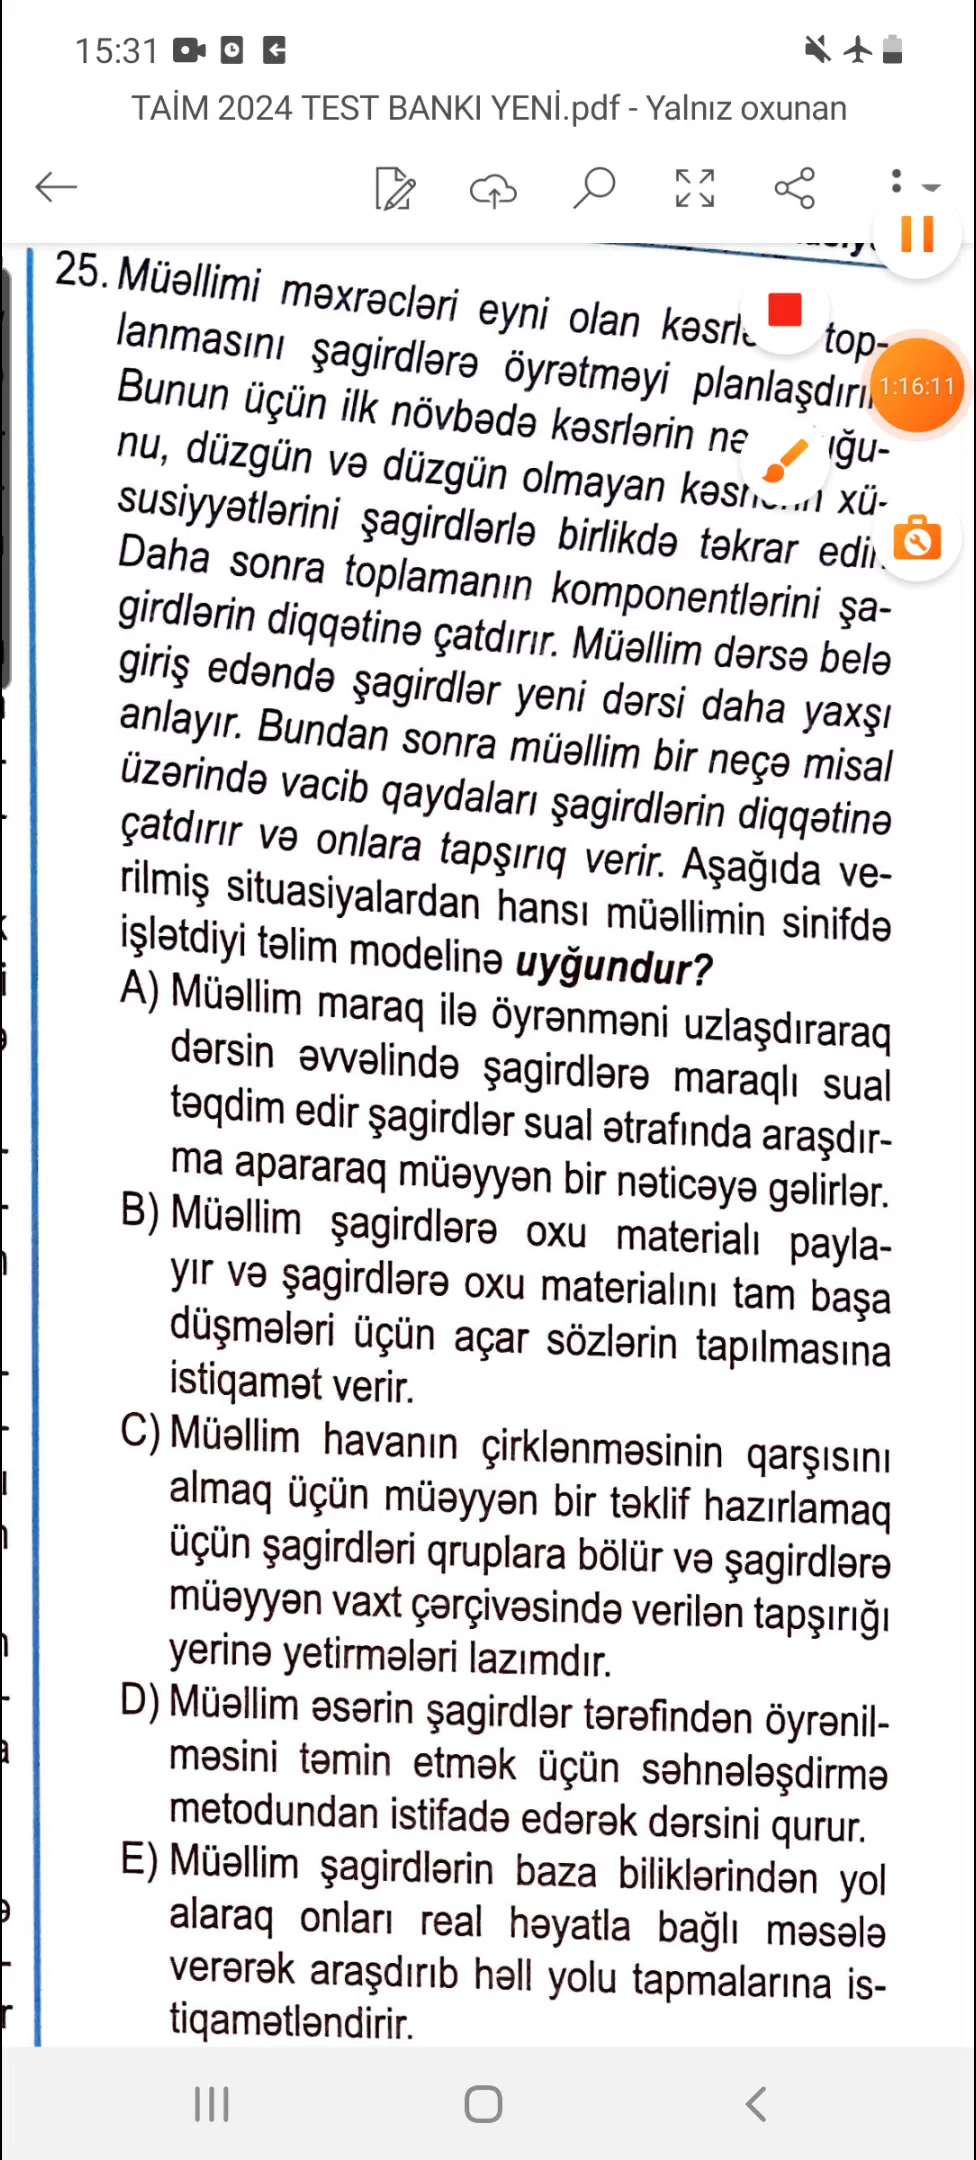 15:31
TAİM 2024 TEST BANKI YENİ.pdf - Yalnız oxunan
25. Müəllimi məxrəcləri eyni olan top-
lanmasını şagirdlərə öyrətməyi
1:16:11
Bunun üçün ilk növbədə kəsrlərin
nu, düzgün və düzgün olmayan xü-
susiyyətlərini şagirdlərlə birlikdə təkrar
Daha sonra toplamanın komponentlərini şa-
girdlərin diqqətinə çatdırır. Müəllim dərsə belə
giriş edəndə şagirdlər yeni dərsi daha yaxşı
anlayır. Bundan sonra müəllim bir neçə misal
üzərində vacib qaydaları şagirdlərin diqqətinə
çatdırır və onlara tapşırıq verir. Aşağıda ve-
rilmiş situasiyalardan hansı müəllimin sinifdə
işlətdiyi təlim modelinə uyğundur?
A) Müəllim maraq ilə öyrənməni uzlaşdıraraq
dərsin əvvəlində şagirdlərə maraqlı sual
təqdim edir şagirdlər sual ətrafında araşdır-
ma apararaq müəyyən bir nəticəyə gəlirlər.
B) Müəllim şagirdlərə oxu materialı payla-
yır və şagirdlərə oxu materialını tam başa
düşmələri üçün açar sözlərin tapılmasına
istiqamət verir.
C) Müəllim havanın çirklənməsinin qarşısını
almaq üçün müəyyən bir təklif hazırlamaq
üçün şagirdləri qruplara bölür və şagirdlərə
müəyyən vaxt çərçivəsində verilən tapşırığı
yerinə yetirmələri lazımdır.
D) Müəllim əsərin şagirdlər tərəfindən öyrənil-
məsini təmin etmək üçün səhnələşdirmə
metodundan istifadə edərək dərsini qurur.
E) Müəllim şagirdlərin baza biliklərindən yol
alaraq onları real həyatla bağlı məsələ
verərək araşdırıb həll yolu tapmalarına is-
tiqamətləndirir.